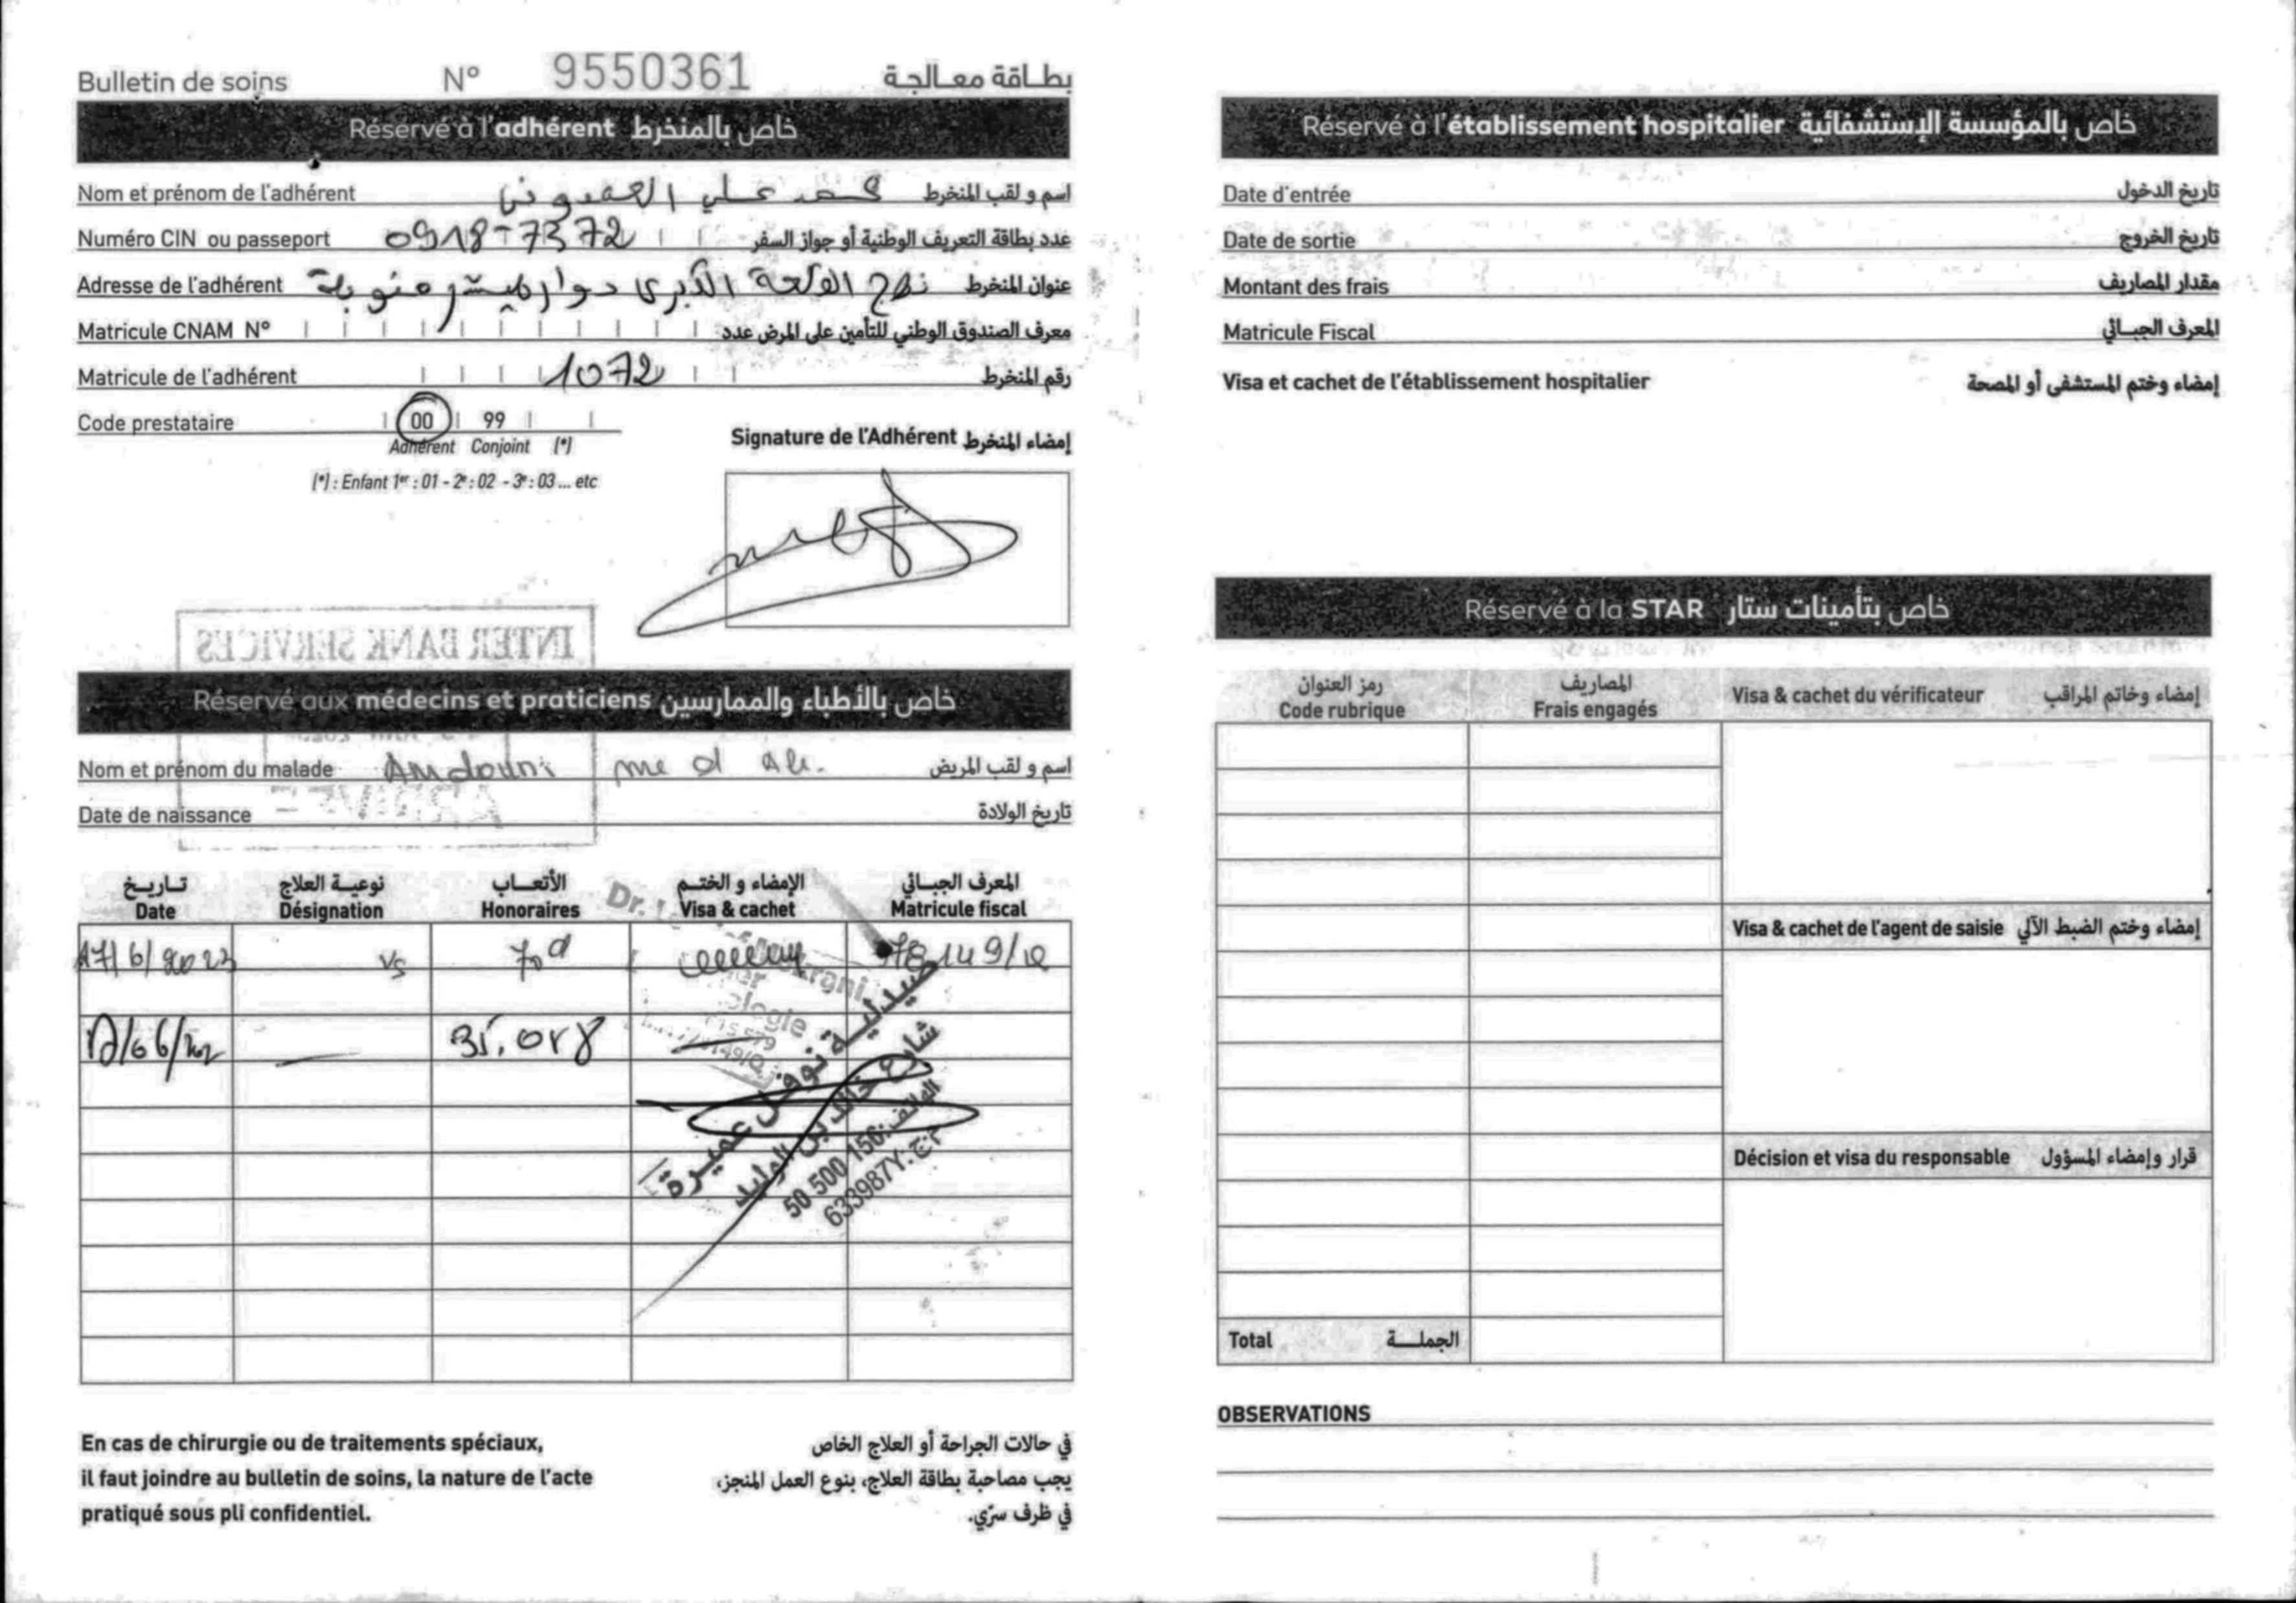 Bulletin de soins N° 9550361 بطاقة معالجة
Réservé à l'adhérent خاص بالمنخرط
Nom et prénom de l'adhérent محمد علي العمدوني اسم و لقب المنخرط
Numéro CIN ou passeport 0918-7372 عدد بطاقة التعريف الوطنية أو جواز السفر
Adresse de l'adhérent نهج القلعة الكبرى دوار هيشر منوبة عنوان المنخرط
Matricule CNAM N° معرف الصندوق الوطني للتأمين على المرض عدد
Matricule de l'adhérent 1072 رقم المنخرط
Code prestataire 00 99
Adhérent Conjoint (*)
(*) : Enfant 1er : 01 - 2e : 02 - 3e : 03 ... etc
Signature de l'Adhérent إمضاء المنخرط
INTER BANK SERVICES
Réservé aux médecins et praticiens خاص بالأطباء والممارسين
Nom et prénom du malade Amdouni med Ali. اسم و لقب المريض
Date de naissance تاريخ الولادة
ARRIVEE
تاريخ نوعية العلاج الأتعاب الإمضاء و الختم المعرف الجبائي
Date Désignation Honoraires Visa & cachet Matricule fiscal
17/6/2023 VS 70d 78149/Q
35,018
Dr.
صيدلية نوفل عميرة
شارع خالد بن الوليد
الهاتف: 50 500 156
م.ج: 633987Y
En cas de chirurgie ou de traitements spéciaux,
il faut joindre au bulletin de soins, la nature de l'acte
pratiqué sous pli confidentiel.
في حالات الجراحة أو العلاج الخاص
يجب مصاحبة بطاقة العلاج، بنوع العمل المنجز،
في ظرف سرّي.
Réservé à l'établissement hospitalier خاص بالمؤسسة الإستشفائية
Date d'entrée تاريخ الدخول
Date de sortie تاريخ الخروج
Montant des frais مقدار المصاريف
Matricule Fiscal المعرف الجبائي
Visa et cachet de l'établissement hospitalier إمضاء وختم المستشفى أو المصحة
Réservé à la STAR خاص بتأمينات ستار
رمز العنوان المصاريف
Code rubrique Frais engagés Visa & cachet du vérificateur إمضاء وخاتم المراقب
Visa & cachet de l'agent de saisie إمضاء وختم الضبط الآلي
Décision et visa du responsable قرار وإمضاء المسؤول
Total الجملة
OBSERVATIONS